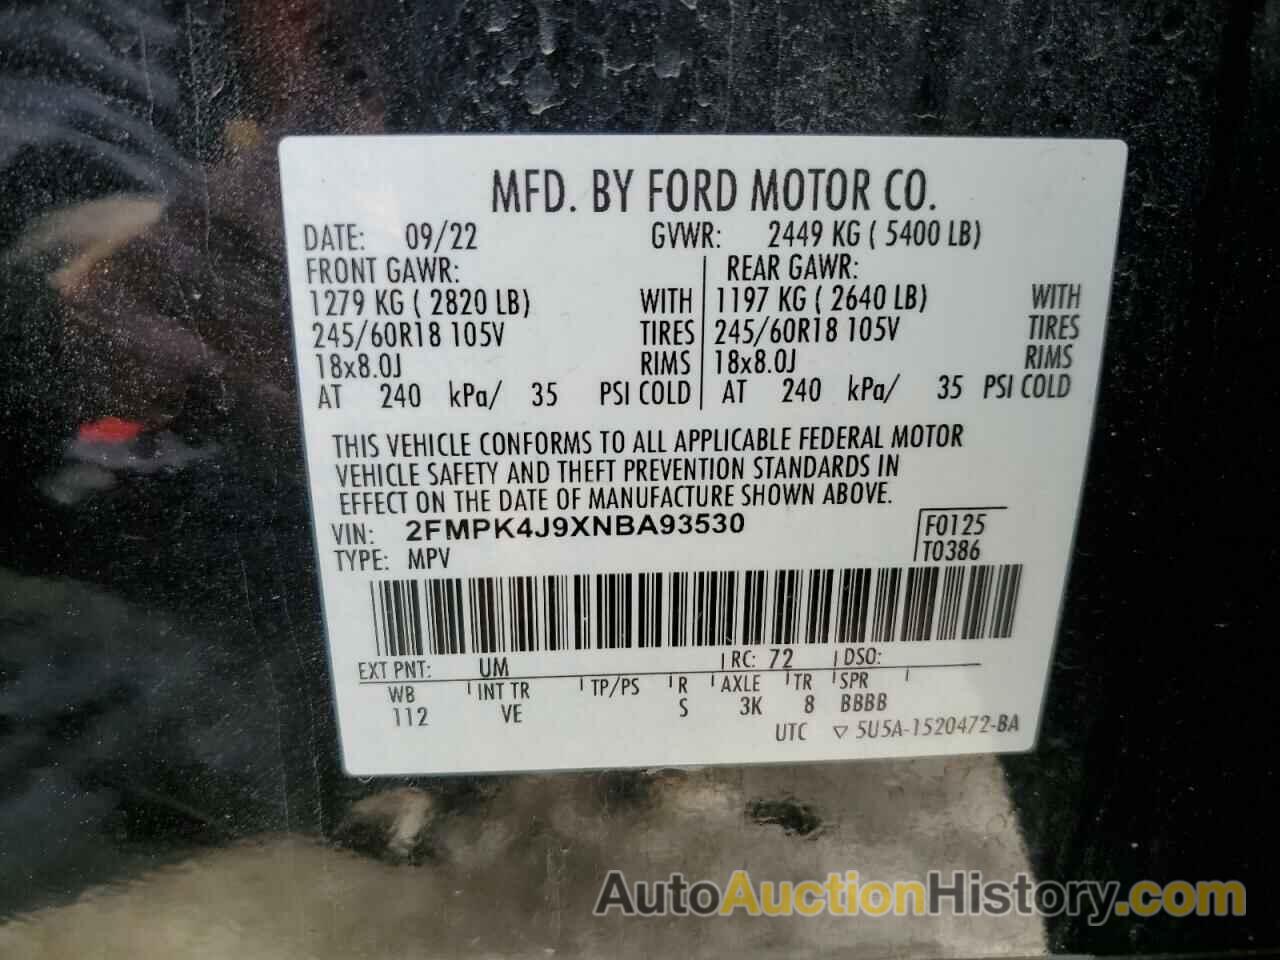 MFD. BY FORD MOTOR CO.
DATE: 09/22 GVWR: 2449 KG ( 5400 LB)
FRONT GAWR: REAR GAWR:
1279 KG ( 2820 LB) WITH 1197 KG ( 2640 LB) WITH
245/60R18 105V TIRES 245/60R18 105V TIRES
18x8.0J RIMS 18x8.0J RIMS
AT 240 kPa/ 35 PSI COLD AT 240 kPa/ 35 PSI COLD
THIS VEHICLE CONFORMS TO ALL APPLICABLE FEDERAL MOTOR
VEHICLE SAFETY AND THEFT PREVENTION STANDARDS IN
EFFECT ON THE DATE OF MANUFACTURE SHOWN ABOVE.
VIN: 2FMPK4J9XNBA93530 F0125
TYPE: MPV T0386
EXT PNT: UM RC: 72 DSO:
WB INT TR TP/PS R AXLE TR SPR
112 VE S 3K 8 BBBB
UTC ▽ 5U5A-1520472-BA
AutoAuctionHistory.com